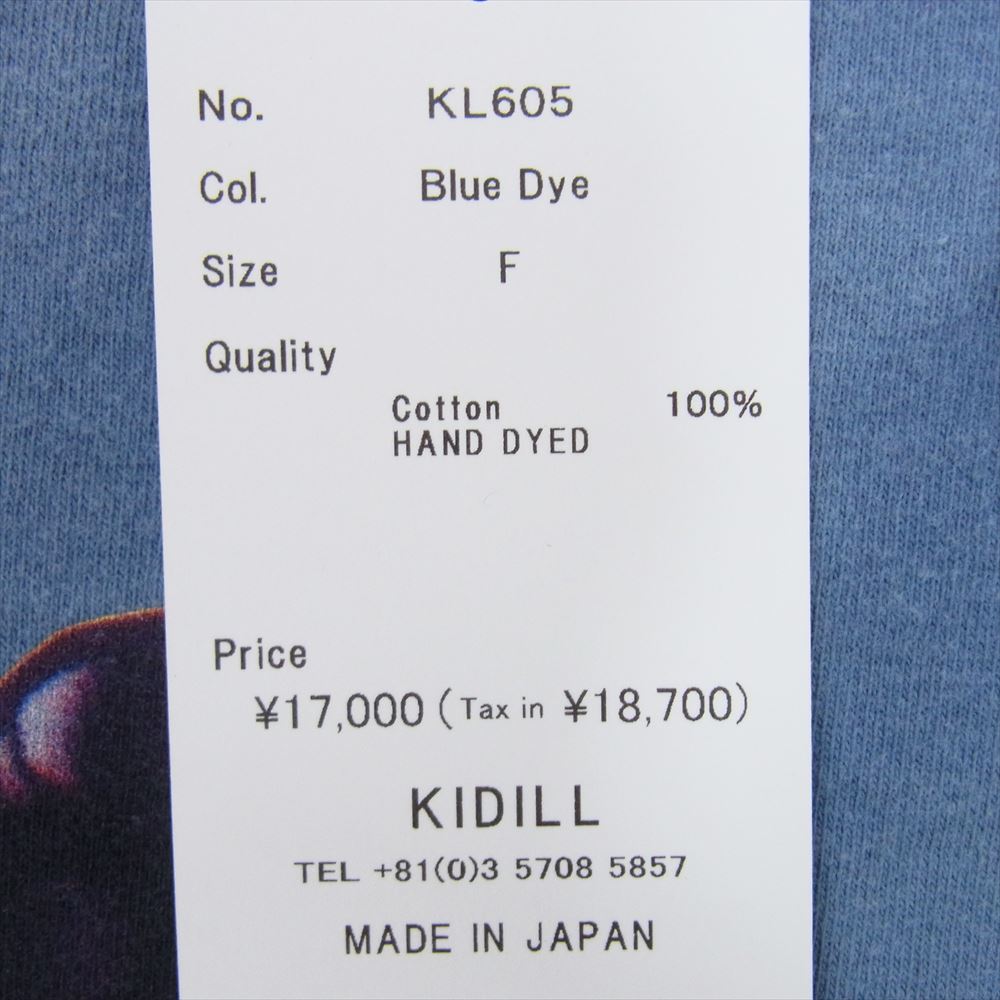 No. KL605
Col. Blue Dye
Size F
Quality
Cotton 100%
HAND DYED
Price
¥17,000 (Tax in ¥18,700)
KIDILL
TEL +81(0)3 5708 5857
MADE IN JAPAN